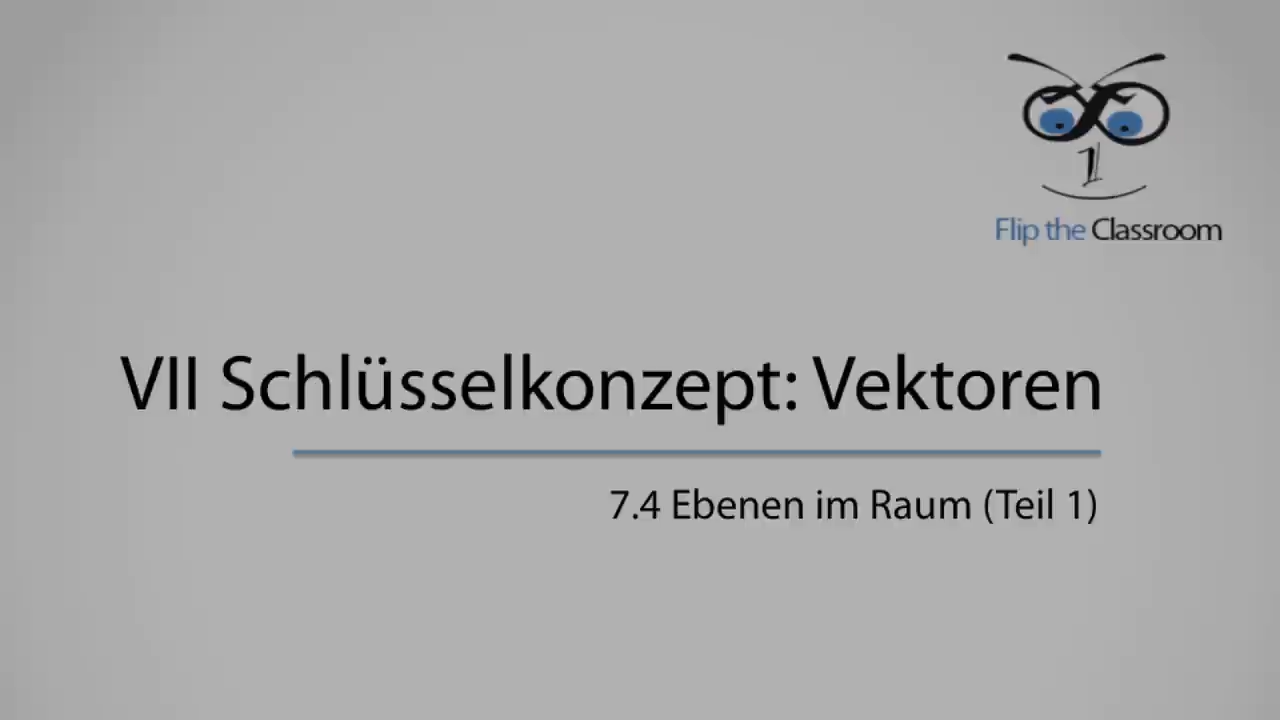 Flip the Classroom
VII Schlüsselkonzept: Vektoren
7.4 Ebenen im Raum (Teil 1)